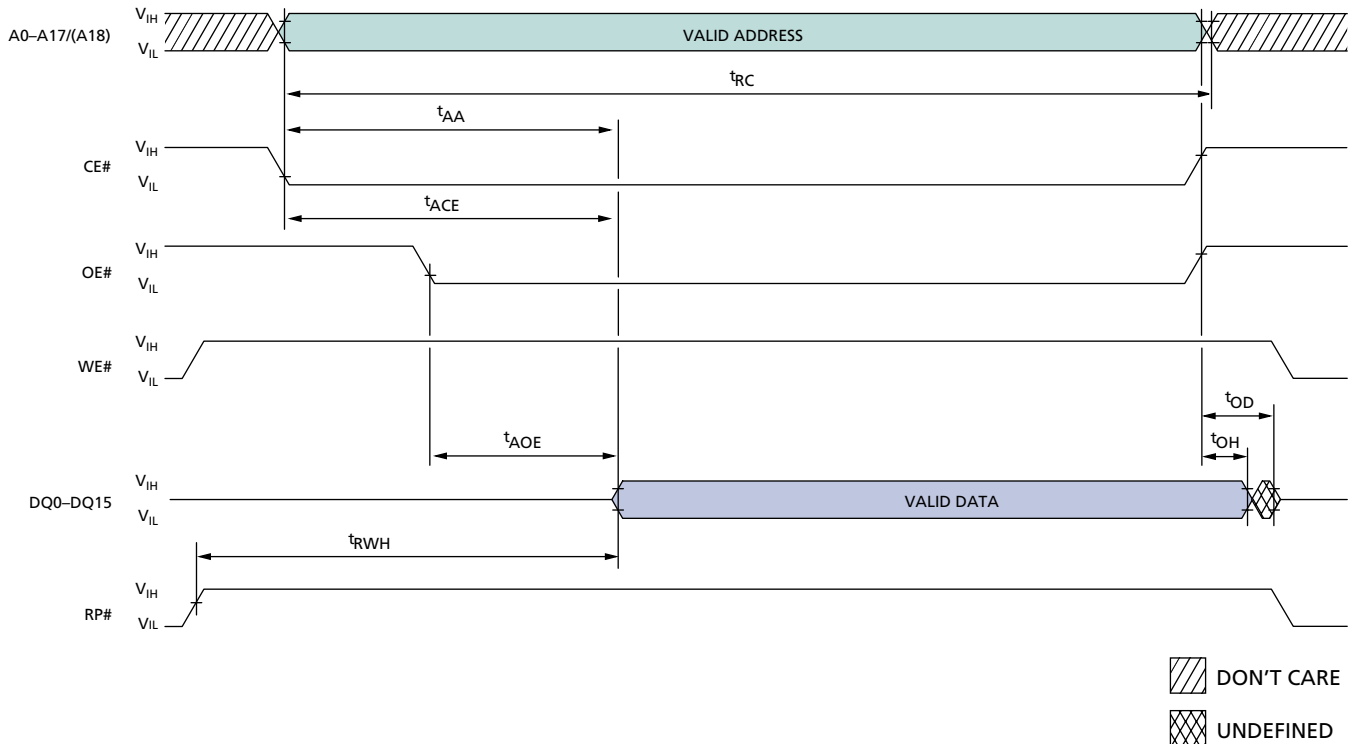 VIH
A0–A17/(A18)
VALID ADDRESS
VIL
tRC
tAA
VIH
CE#
VIL
tACE
VIH
OE#
VIL
VIH
WE#
VIL
tOD
tAOE
tOH
VIH
DQ0–DQ15
VALID DATA
VIL
tRWH
VIH
RP#
VIL
DON'T CARE
UNDEFINED